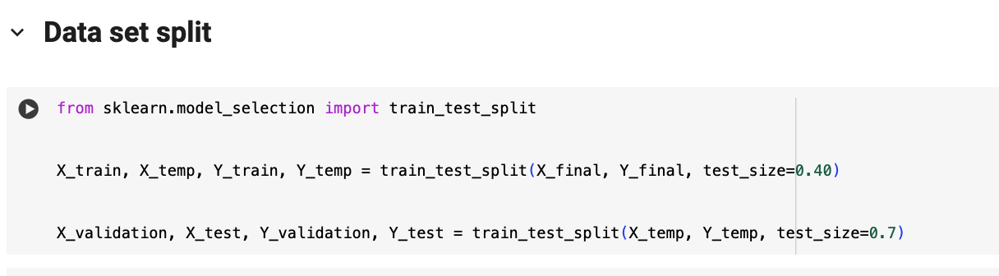 Data set split
from sklearn.model_selection import train_test_split
X_train, X_temp, Y_train, Y_temp = train_test_split(X_final, Y_final, test_size=0.40)
X_validation, X_test, Y_validation, Y_test = train_test_split(X_temp, Y_temp, test_size=0.7)